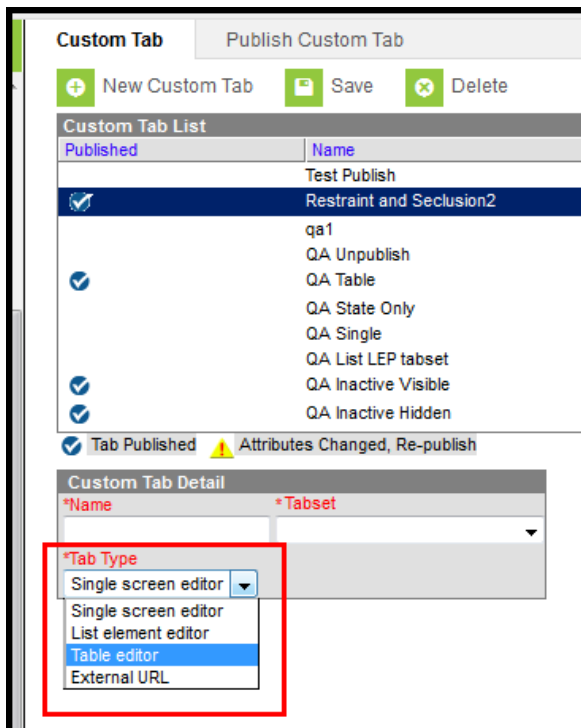 Custom Tab Publish Custom Tab
New Custom Tab Save Delete
Custom Tab List
Published Name
Test Publish
Restraint and Seclusion2
qa1
QA Unpublish
QA Table
QA State Only
QA Single
QA List LEP tabset
QA Inactive Visible
QA Inactive Hidden
Tab Published Attributes Changed, Re-publish
Custom Tab Detail
*Name *Tabset
*Tab Type
Single screen editor
Single screen editor
List element editor
Table editor
External URL